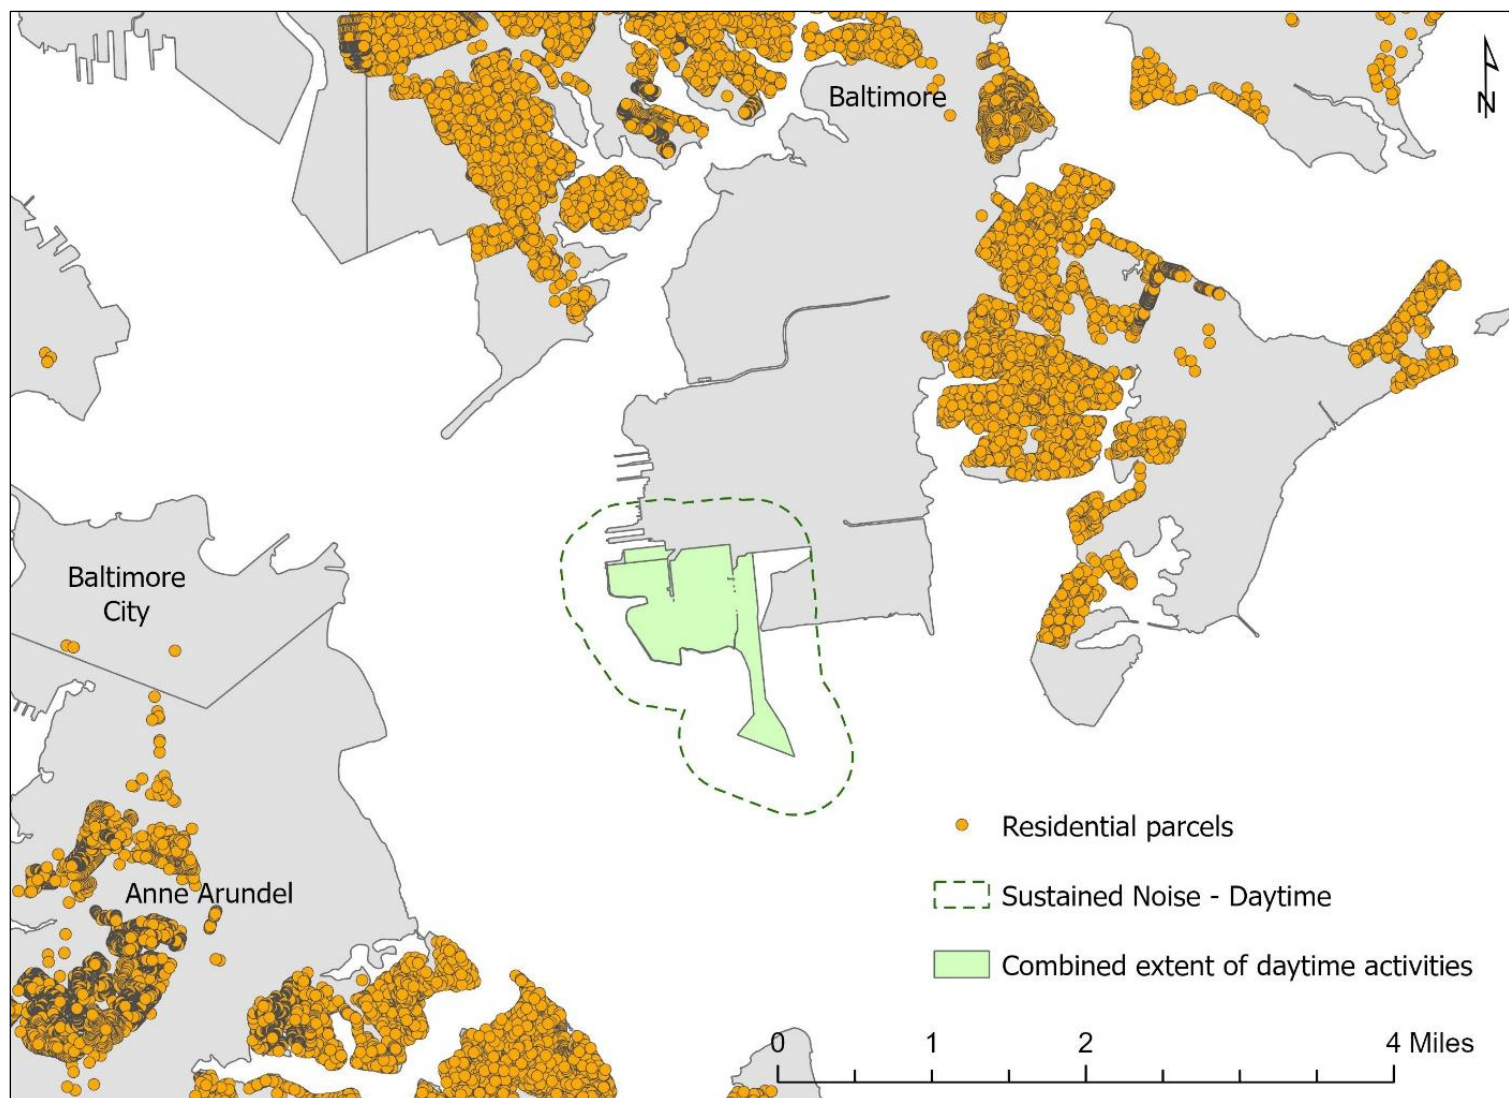 Baltimore
N
Baltimore
City
Anne Arundel
Residential parcels
Sustained Noise - Daytime
Combined extent of daytime activities
0 1 2 4 Miles